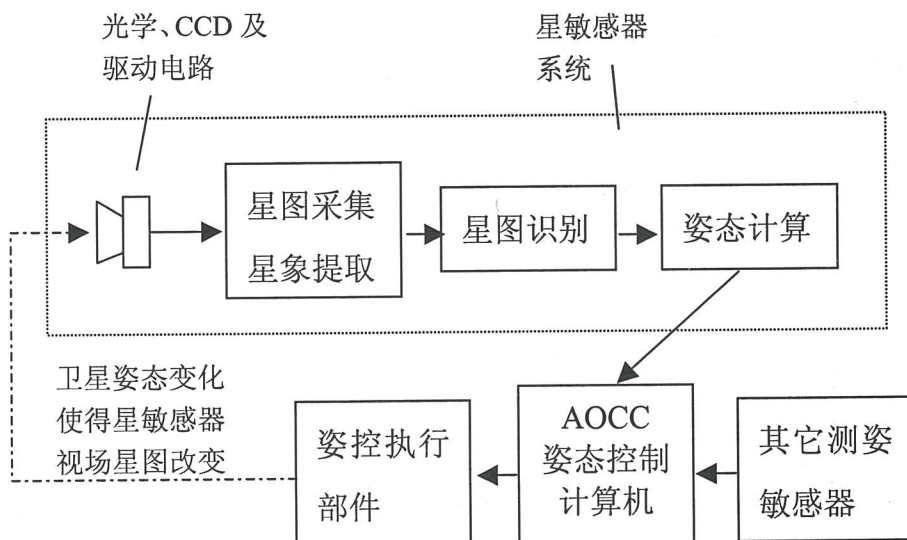 光学、CCD 及
驱动电路
星敏感器
系统
星图采集
星象提取
星图识别
姿态计算
卫星姿态变化
使得星敏感器
视场星图改变
姿控执行
部件
AOCC
姿态控制
计算机
其它测姿
敏感器